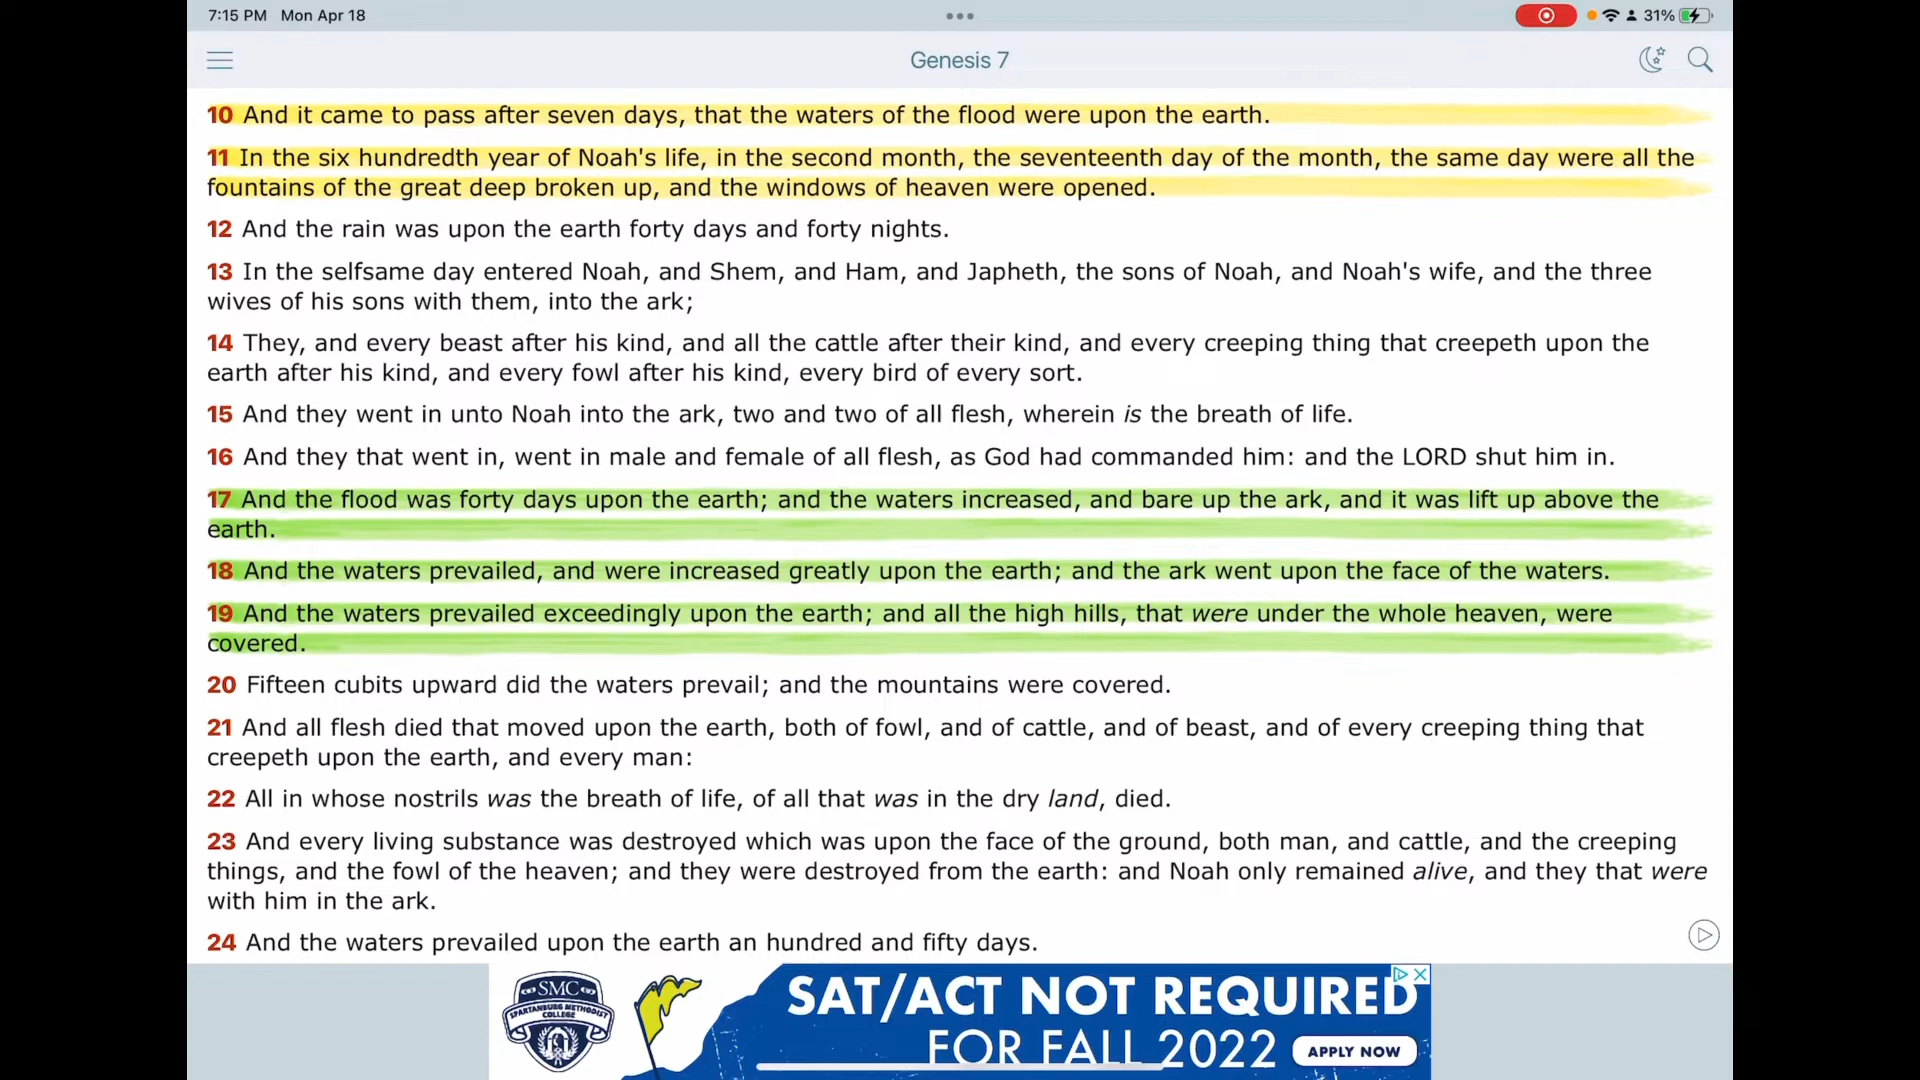 7:15 PM Mon Apr 18
31%
Genesis 7
10 And it came to pass after seven days, that the waters of the flood were upon the earth.
11 In the six hundredth year of Noah's life, in the second month, the seventeenth day of the month, the same day were all the
fountains of the great deep broken up, and the windows of heaven were opened.
12 And the rain was upon the earth forty days and forty nights.
13 In the selfsame day entered Noah, and Shem, and Ham, and Japheth, the sons of Noah, and Noah's wife, and the three
wives of his sons with them, into the ark;
14 They, and every beast after his kind, and all the cattle after their kind, and every creeping thing that creepeth upon the
earth after his kind, and every fowl after his kind, every bird of every sort.
15 And they went in unto Noah into the ark, two and two of all flesh, wherein is the breath of life.
16 And they that went in, went in male and female of all flesh, as God had commanded him: and the LORD shut him in.
17 And the flood was forty days upon the earth; and the waters increased, and bare up the ark, and it was lift up above the
earth.
18 And the waters prevailed, and were increased greatly upon the earth; and the ark went upon the face of the waters.
19 And the waters prevailed exceedingly upon the earth; and all the high hills, that were under the whole heaven, were
covered.
20 Fifteen cubits upward did the waters prevail; and the mountains were covered.
21 And all flesh died that moved upon the earth, both of fowl, and of cattle, and of beast, and of every creeping thing that
creepeth upon the earth, and every man:
22 All in whose nostrils was the breath of life, of all that was in the dry land, died.
23 And every living substance was destroyed which was upon the face of the ground, both man, and cattle, and the creeping
things, and the fowl of the heaven; and they were destroyed from the earth: and Noah only remained alive, and they that were
with him in the ark.
24 And the waters prevailed upon the earth an hundred and fifty days.
SMC
SPARTANBURG METHODIST
COLLEGE
SAT/ACT NOT REQUIRED
FOR FALL 2022
APPLY NOW